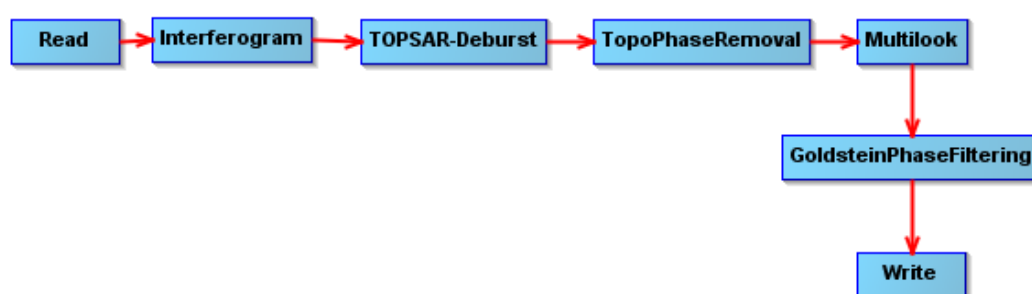 Read
Interferogram
TOPSAR-Deburst
TopoPhaseRemoval
Multilook
GoldsteinPhaseFiltering
Write